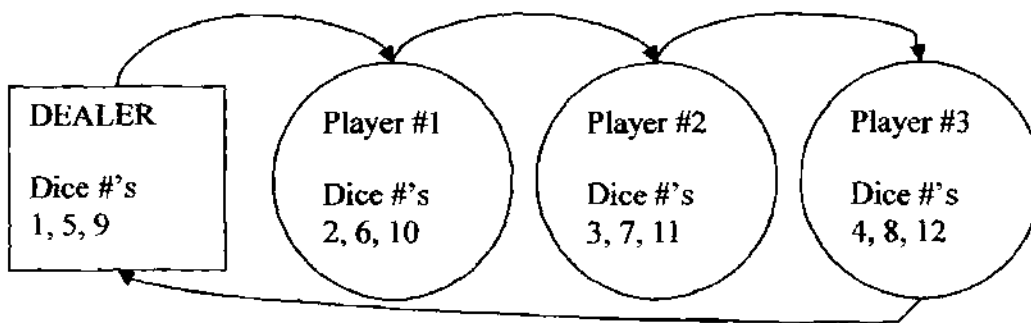 DEALER
Dice #'s
1, 5, 9
Player #1
Dice #'s
2, 6, 10
Player #2
Dice #'s
3, 7, 11
Player #3
Dice #'s
4, 8, 12